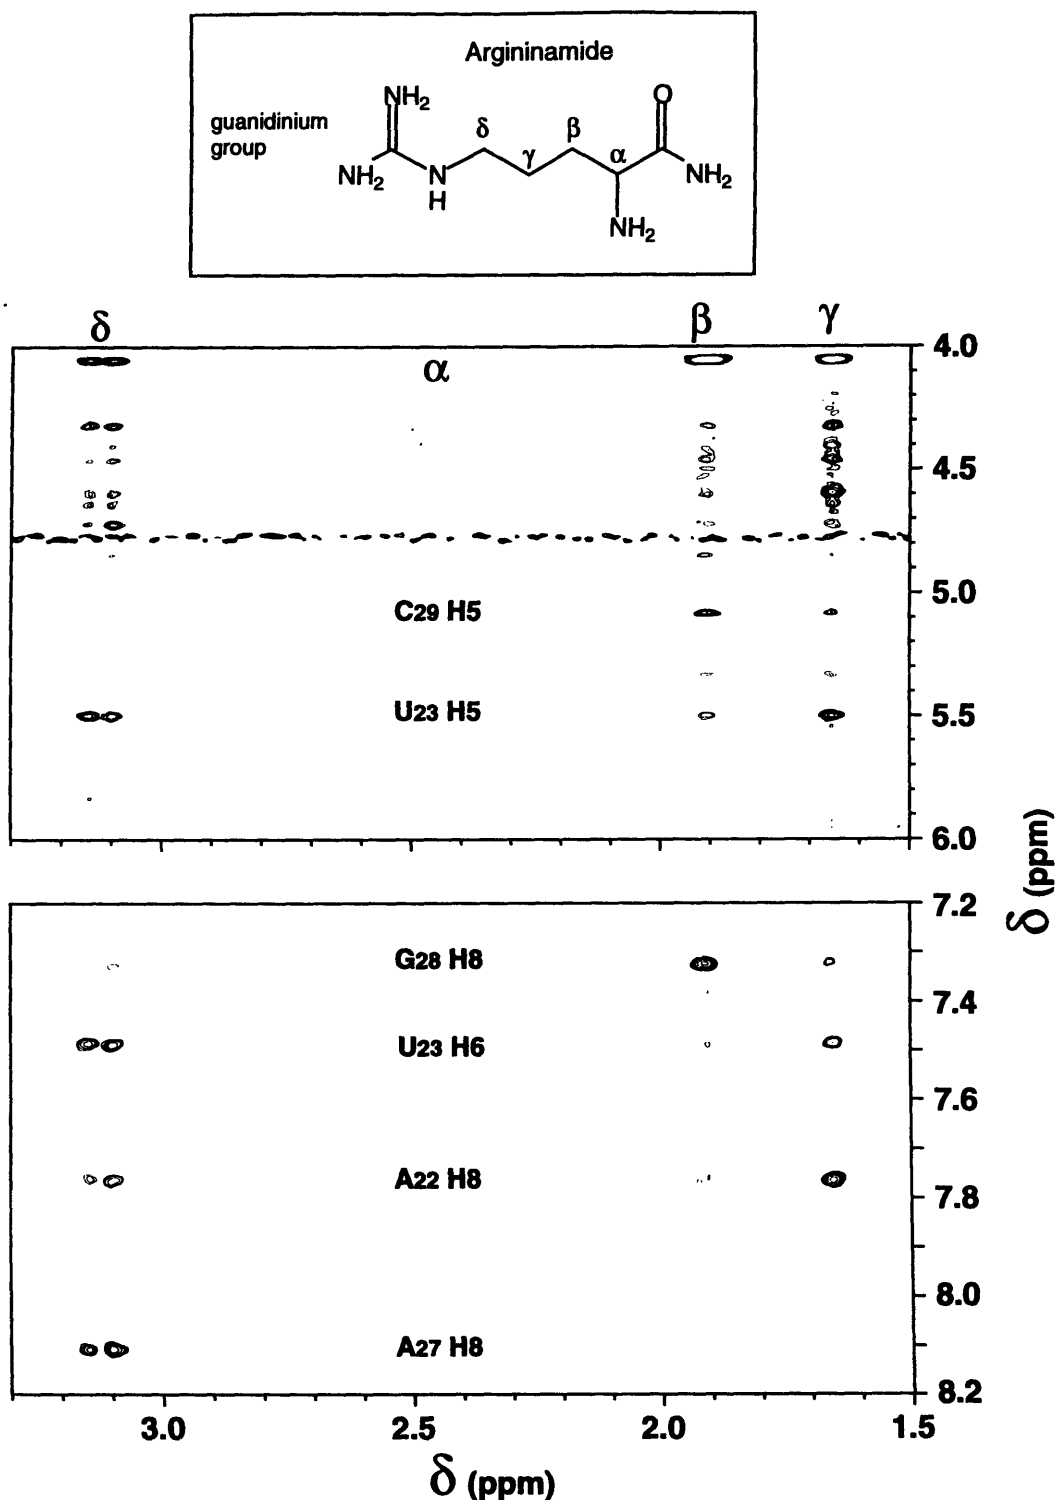 Argininamide
guanidinium
group
NH₂
NH₂
N
H
δ
γ
β
α
O
NH₂
NH₂
δ
β
γ
α
4.0
4.5
5.0
5.5
6.0
C29 H5
U23 H5
7.2
7.4
7.6
7.8
8.0
8.2
G28 H8
U23 H6
A22 H8
A27 H8
δ (ppm)
3.0 2.5 2.0 1.5
δ (ppm)